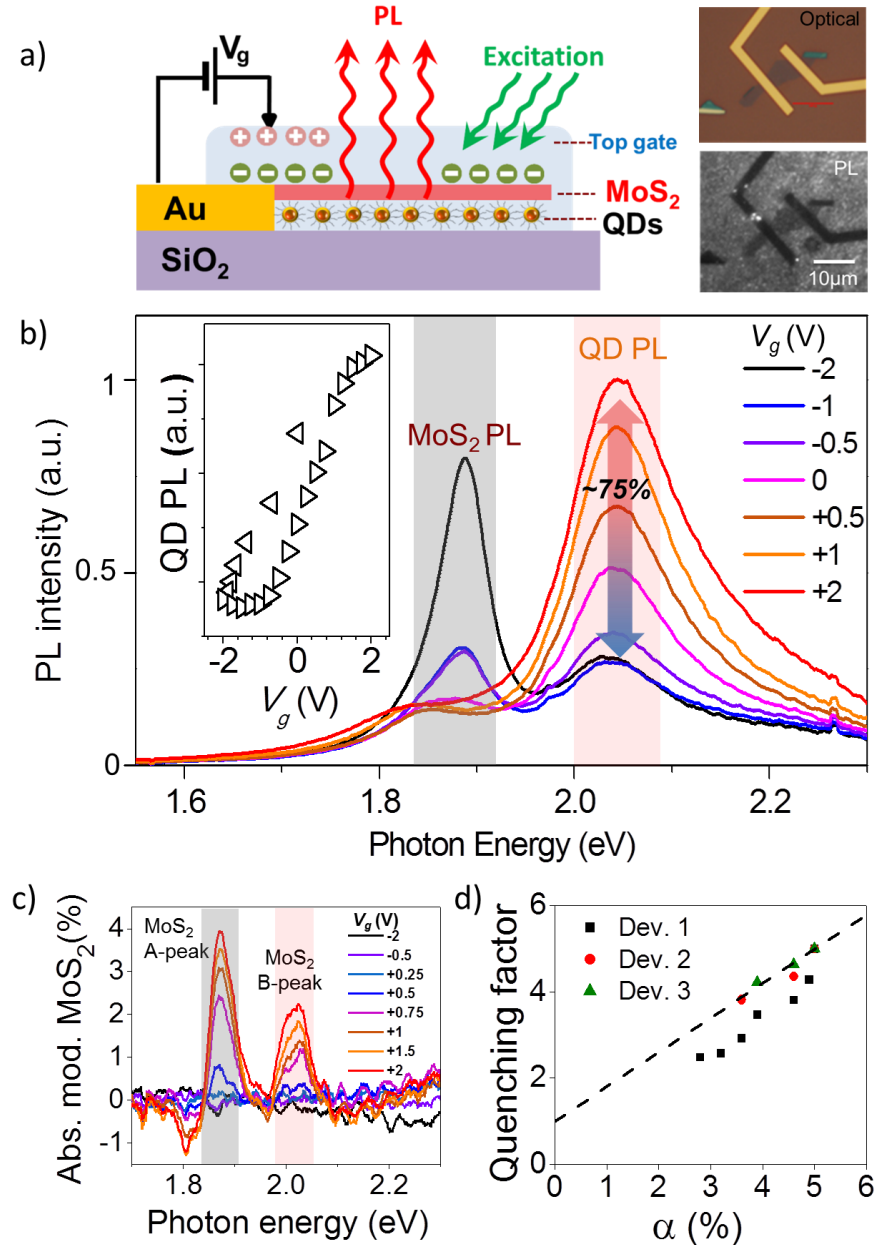 a)
Vg
PL
Excitation
Top gate
MoS2
QDs
Au
SiO2
Optical
PL
10μm
b)
PL intensity (a.u.)
1
0.5
0
QD PL (a.u.)
-2 0 2
Vg (V)
MoS2 PL
QD PL
~75%
Vg (V)
-2
-1
-0.5
0
+0.5
+1
+2
1.6 1.8 2.0 2.2
Photon Energy (eV)
c)
Abs. mod. MoS2(%)
4
3
2
1
0
-1
MoS2
A-peak
MoS2
B-peak
Vg (V)
-2
-0.5
+0.25
+0.5
+0.75
+1
+1.5
+2
1.8 2.0 2.2
Photon energy (eV)
d)
Quenching factor
6
4
2
0
Dev. 1
Dev. 2
Dev. 3
0 1 2 3 4 5 6
α (%)